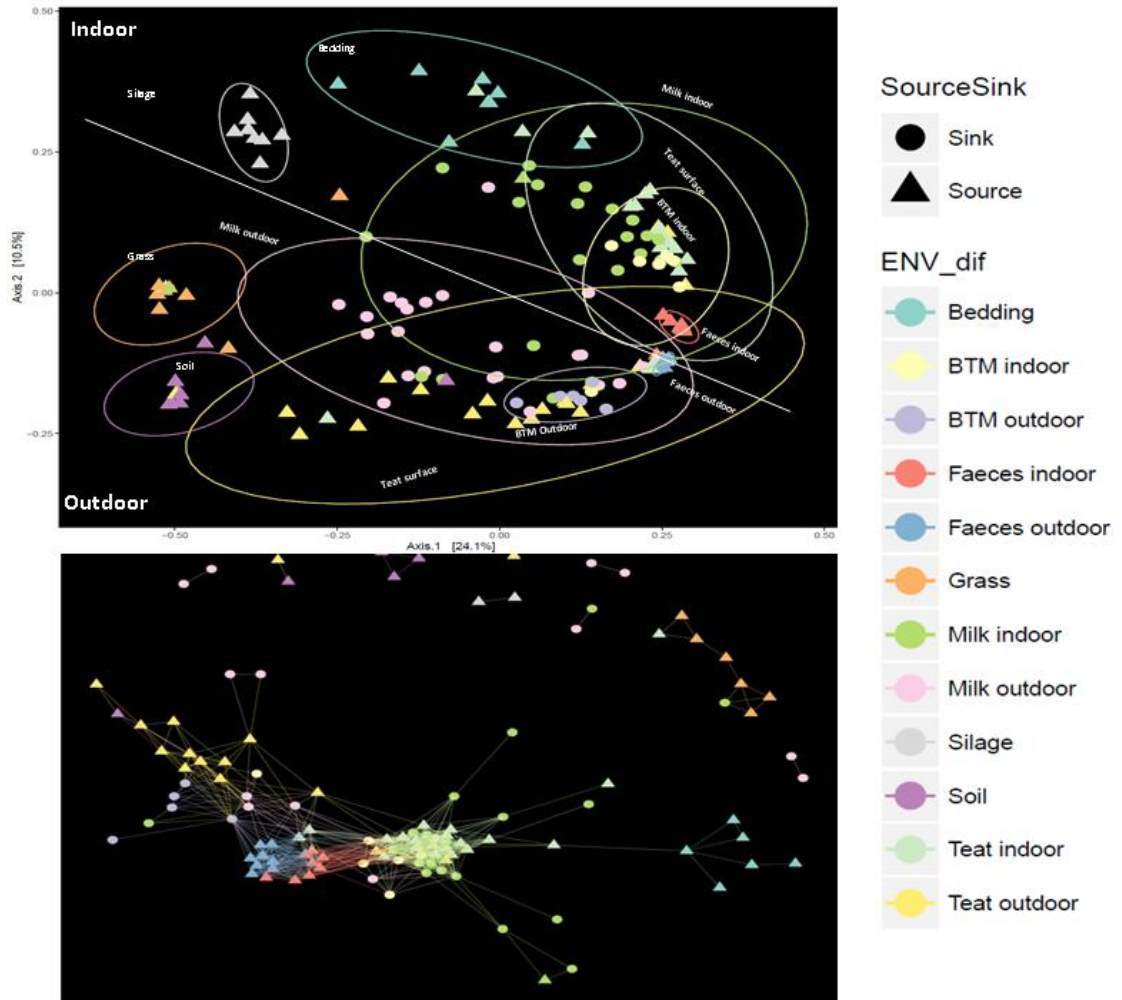 Indoor
Bedding
Silage
Milk indoor
Teat surface
BTM indoor
Milk outdoor
Grass
Soil
Faeces indoor
Faeces outdoor
BTM Outdoor
Teat surface
Outdoor
0.50
0.25
0.00
−0.25
Axis.2 [10.5%]
−0.50
−0.25
0.00
0.25
0.50
Axis.1 [24.1%]
SourceSink
Sink
Source
ENV_dif
Bedding
BTM indoor
BTM outdoor
Faeces indoor
Faeces outdoor
Grass
Milk indoor
Milk outdoor
Silage
Soil
Teat indoor
Teat outdoor